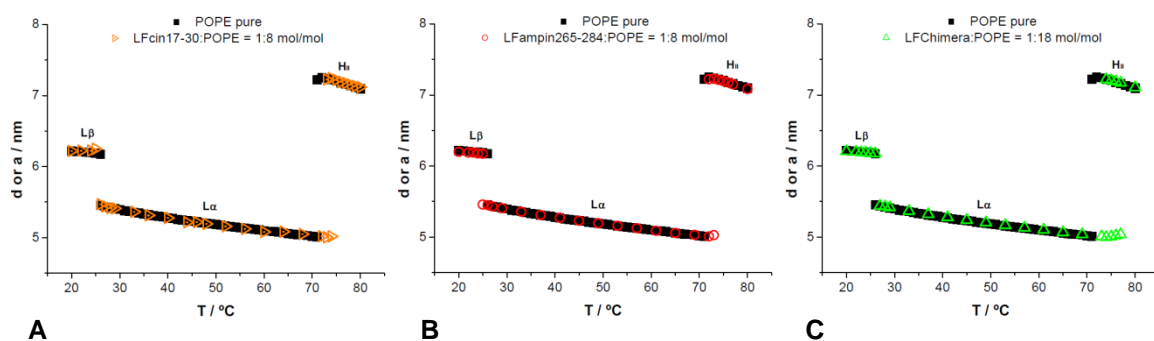 POPE pure
LFcin17-30:POPE = 1:8 mol/mol
8
7
6
5
d or a / nm
Lβ
Lα
HII
20 30 40 50 60 70 80
T / ºC
A
POPE pure
LFampin265-284:POPE = 1:8 mol/mol
8
7
6
5
d or a / nm
Lβ
Lα
HII
20 30 40 50 60 70 80
T / ºC
B
POPE pure
LFChimera:POPE = 1:18 mol/mol
8
7
6
5
d or a / nm
Lβ
Lα
HII
20 30 40 50 60 70 80
T / ºC
C